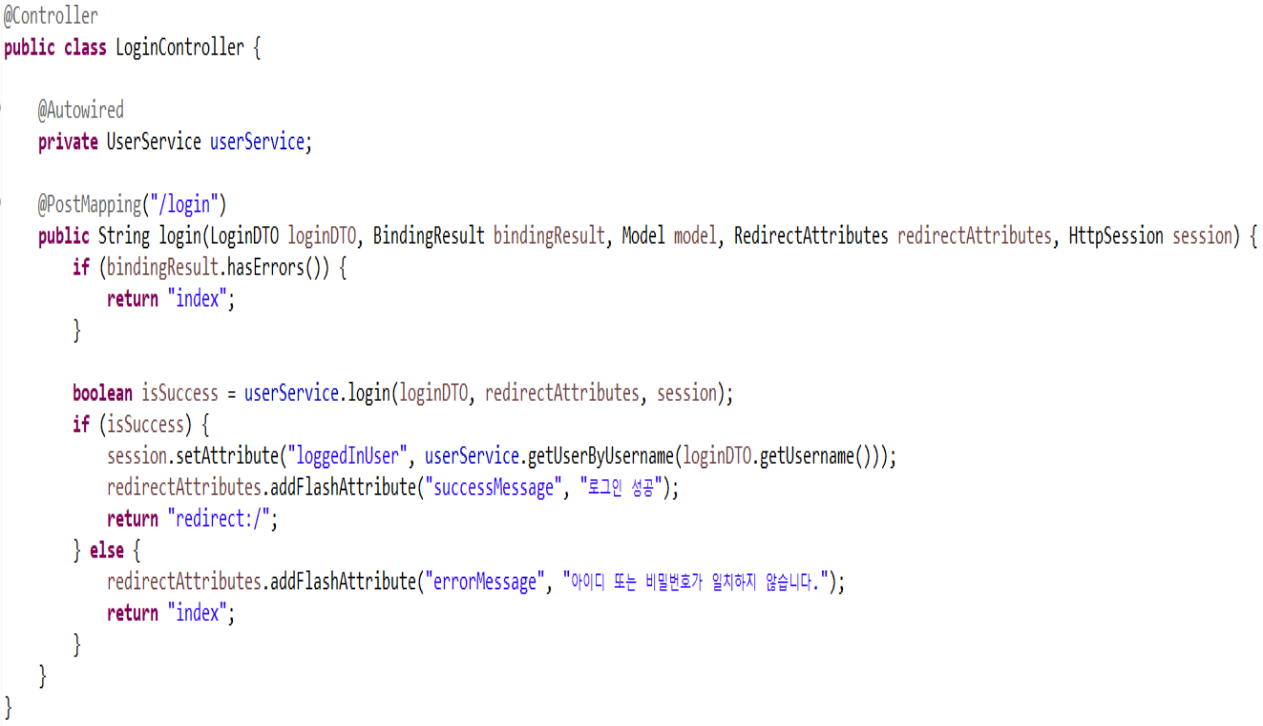 @Controller
public class LoginController {
@Autowired
private UserService userService;
@PostMapping("/login")
public String login(LoginDTO loginDTO, BindingResult bindingResult, Model model, RedirectAttributes redirectAttributes, HttpSession session) {
if (bindingResult.hasErrors()) {
return "index";
}
boolean isSuccess = userService.login(loginDTO, redirectAttributes, session);
if (isSuccess) {
session.setAttribute("loggedInUser", userService.getUserByUsername(loginDTO.getUsername()));
redirectAttributes.addFlashAttribute("successMessage", "로그인 성공");
return "redirect:/";
} else {
redirectAttributes.addFlashAttribute("errorMessage", "아이디 또는 비밀번호가 일치하지 않습니다.");
return "index";
}
}
}